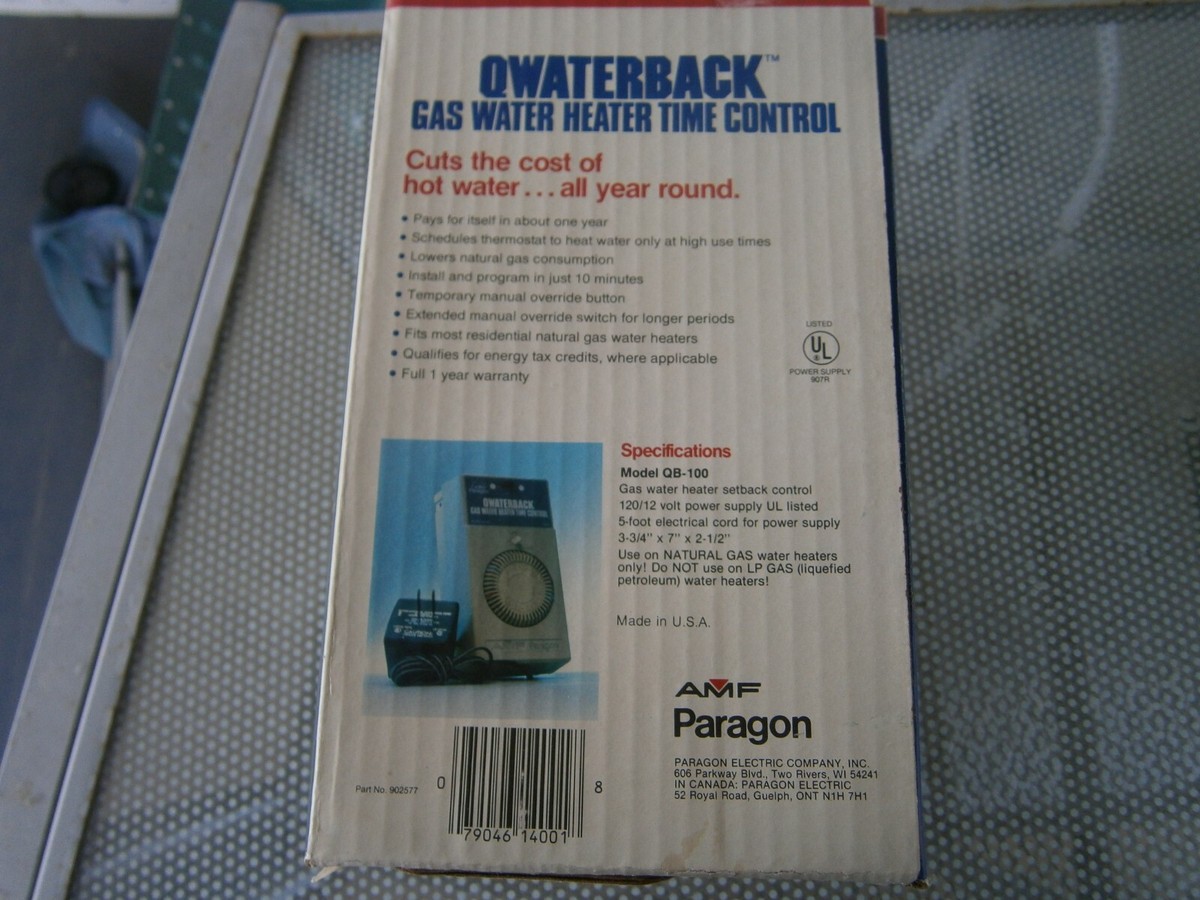 QWATERBACK™
GAS WATER HEATER TIME CONTROL
Cuts the cost of
hot water...all year round.
• Pays for itself in about one year
• Schedules thermostat to heat water only at high use times
• Lowers natural gas consumption
• Install and program in just 10 minutes
• Temporary manual override button
• Extended manual override switch for longer periods
• Fits most residential natural gas water heaters
• Qualifies for energy tax credits, where applicable
• Full 1 year warranty
LISTED
UL®
POWER SUPPLY
907R
QWATERBACK
GAS WATER HEATER TIME CONTROL
Specifications
Model QB-100
Gas water heater setback control
120/12 volt power supply UL listed
5-foot electrical cord for power supply
3-3/4" x 7" x 2-1/2"
Use on NATURAL GAS water heaters
only! Do NOT use on LP GAS (liquefied
petroleum) water heaters!
Made in U.S.A.
AMF
Paragon
PARAGON ELECTRIC COMPANY, INC.
606 Parkway Blvd., Two Rivers, WI 54241
IN CANADA: PARAGON ELECTRIC
52 Royal Road, Guelph, ONT N1H 7H1
Part No. 902577
0 79046 14001 8